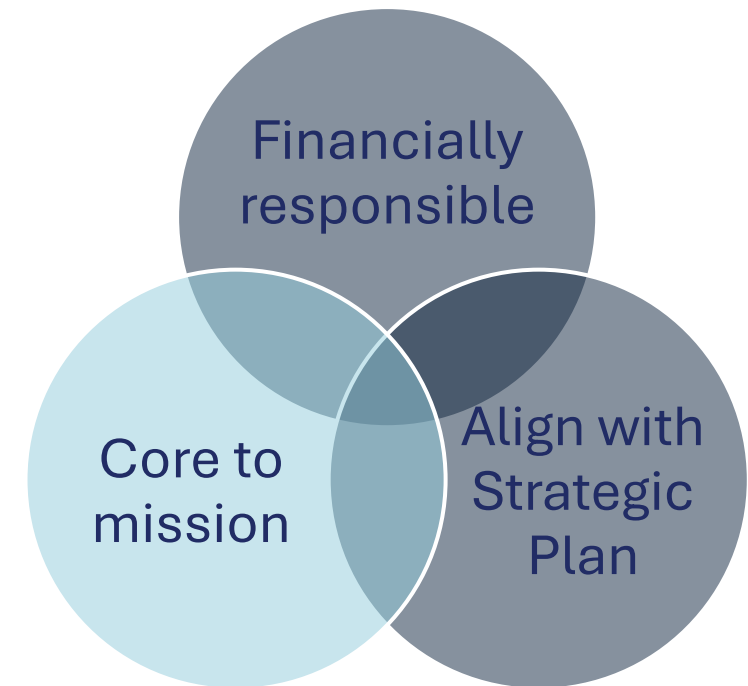 Financially
responsible
Core to
mission
Align with
Strategic
Plan